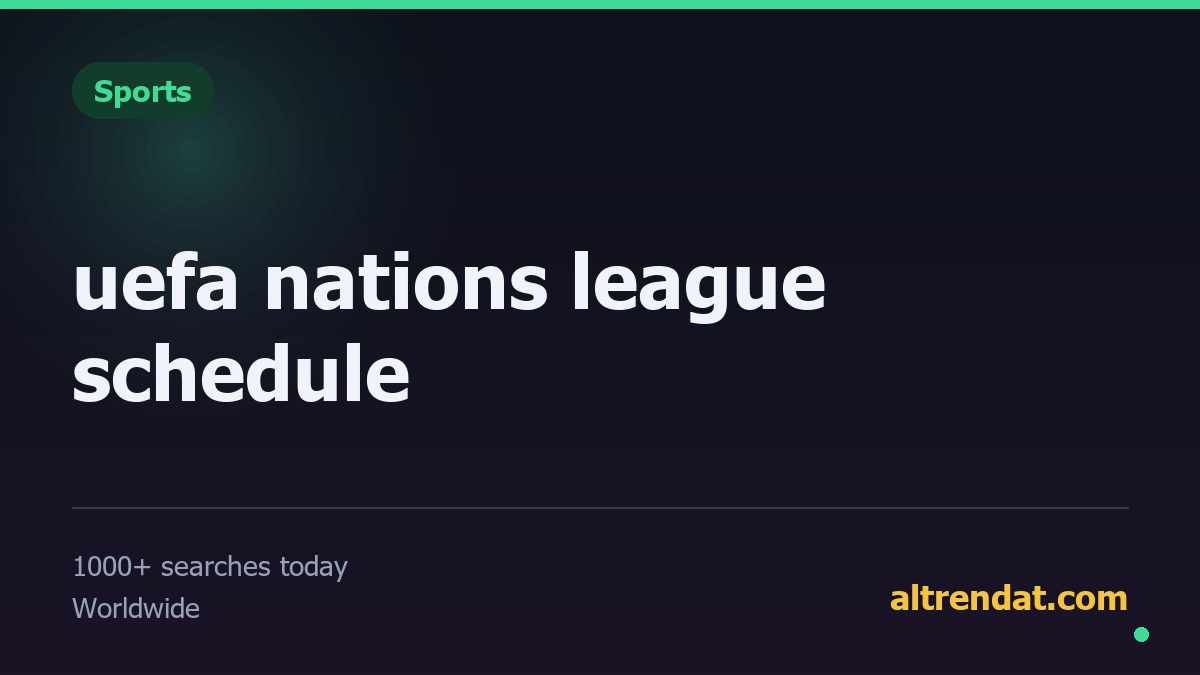 Sports
uefa nations league
schedule
1000+ searches today
Worldwide
altrendat.com